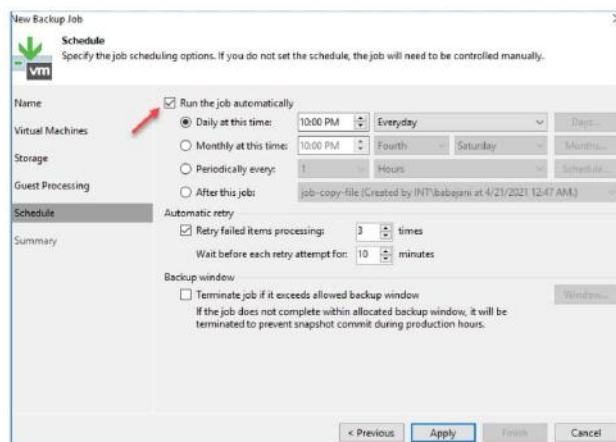 New Backup Job
Schedule
Specify the job scheduling options. If you do not set the schedule, the job will need to be controlled manually.
vm
Name
Virtual Machines
Storage
Guest Processing
Schedule
Summary
Run the job automatically
Daily at this time: 10:00 PM Everyday Days...
Monthly at this time: 10:00 PM Fourth Saturday Months...
Periodically every: 1 Hours Schedule...
After this job: job-copy-file (Created by INT\babajani at 4/21/2021 12:47 AM.)
Automatic retry
Retry failed items processing: 3 times
Wait before each retry attempt for: 10 minutes
Backup window
Terminate job if it exceeds allowed backup window Window...
If the job does not complete within allocated backup window, it will be
terminated to prevent snapshot commit during production hours.
< Previous Apply Finish Cancel